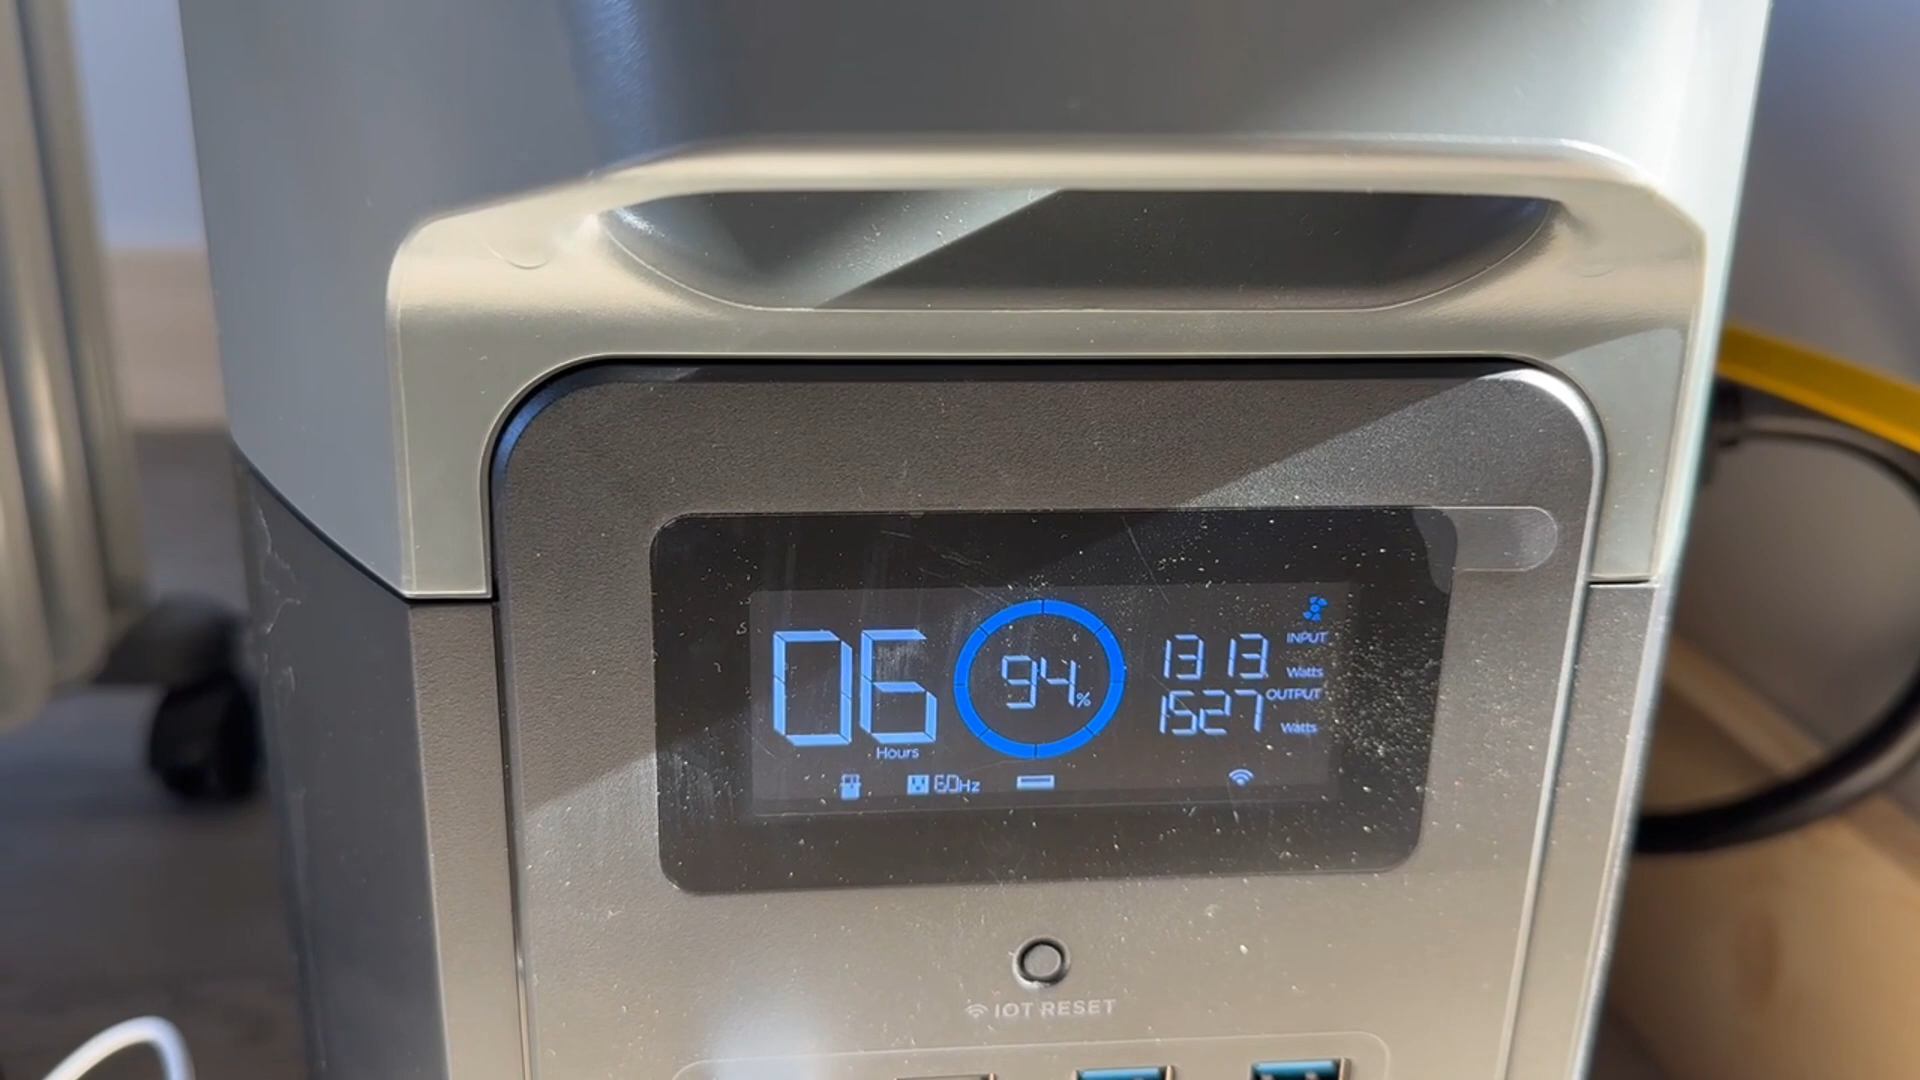 06
Hours
94%
INPUT
1313
Watts
OUTPUT
1527
Watts
60Hz
IOT RESET